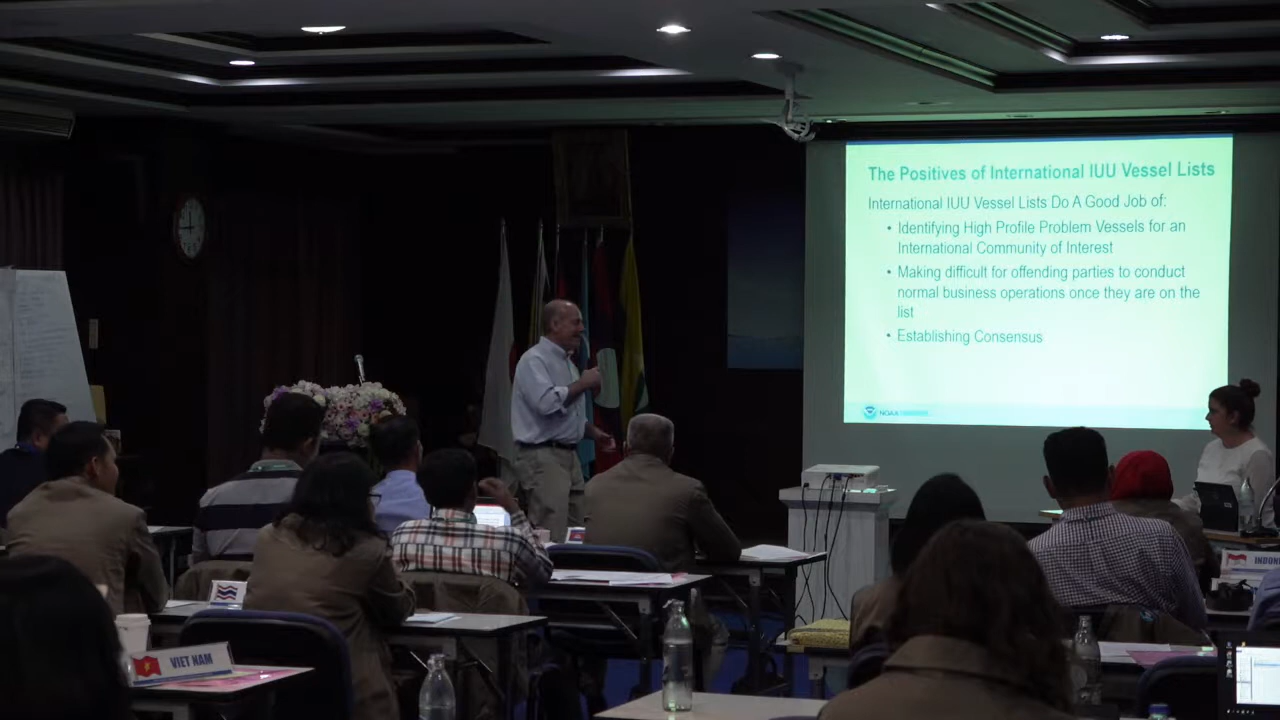 The Positives of International IUU Vessel Lists
International IUU Vessel Lists Do A Good Job of:
• Identifying High Profile Problem Vessels for an
International Community of Interest
• Making difficult for offending parties to conduct
normal business operations once they are on the
list
• Establishing Consensus
NOAA
VIET NAM